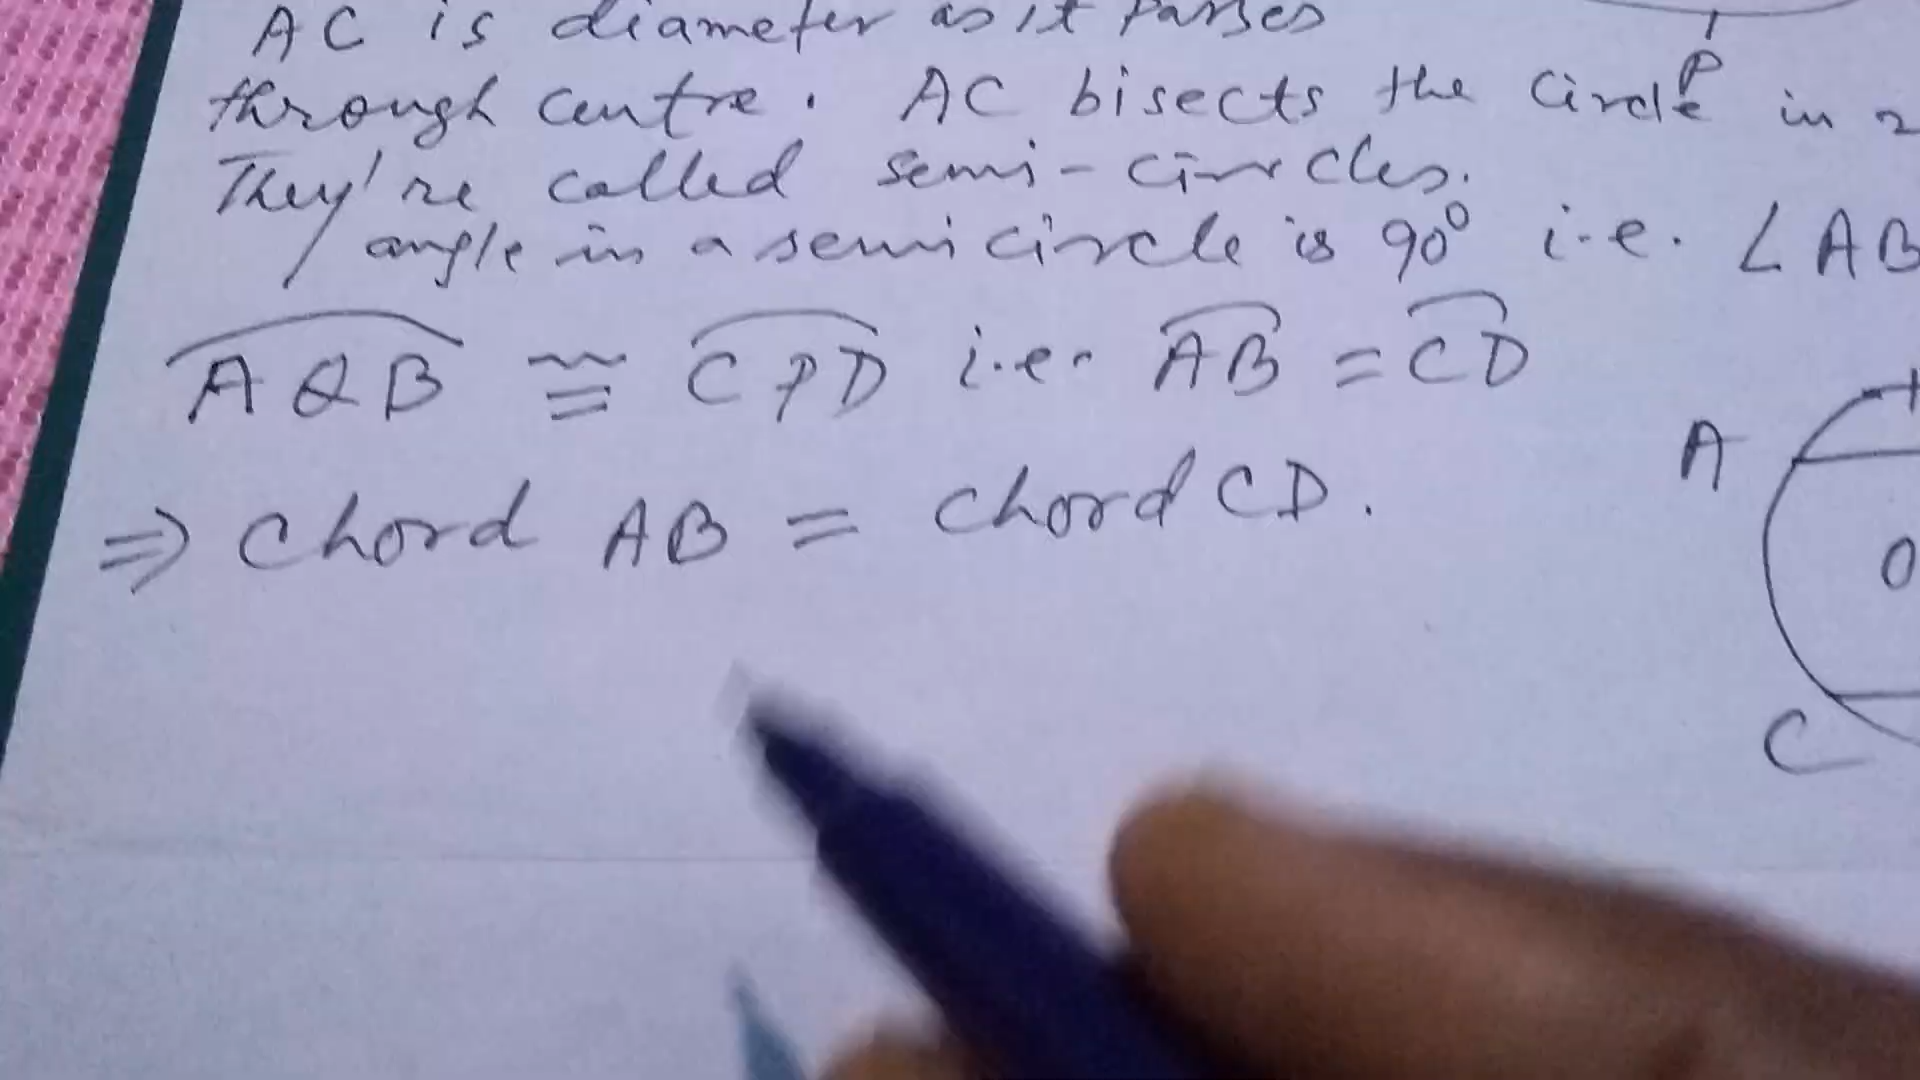 AC is diameter as it passes
through centre. AC bisects the circle in 2
They're called semi-circles.
angle in a semicircle is 90° i.e. ∠AB
AQB ≅ CPD i.e. AB = CD
⇒ Chord AB = chord CD.
P
A
O
C